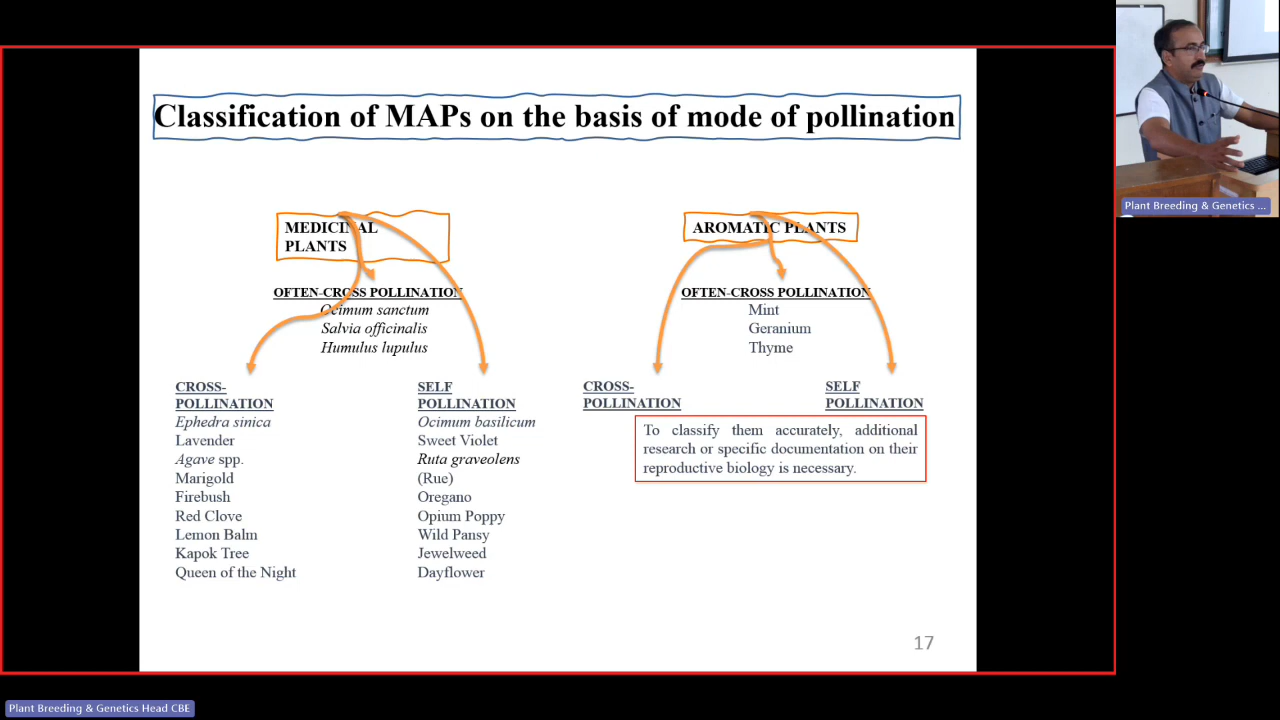 Classification of MAPs on the basis of mode of pollination
MEDICINAL
PLANTS
OFTEN-CROSS POLLINATION
Ocimum sanctum
Salvia officinalis
Humulus lupulus
CROSS-
POLLINATION
Ephedra sinica
Lavender
Agave spp.
Marigold
Firebush
Red Clove
Lemon Balm
Kapok Tree
Queen of the Night
SELF
POLLINATION
Ocimum basilicum
Sweet Violet
Ruta graveolens
(Rue)
Oregano
Opium Poppy
Wild Pansy
Jewelweed
Dayflower
AROMATIC PLANTS
OFTEN-CROSS POLLINATION
Mint
Geranium
Thyme
CROSS-
POLLINATION
SELF
POLLINATION
To classify them accurately, additional
research or specific documentation on their
reproductive biology is necessary.
17
Plant Breeding & Genetics ...
Plant Breeding & Genetics Head CBE